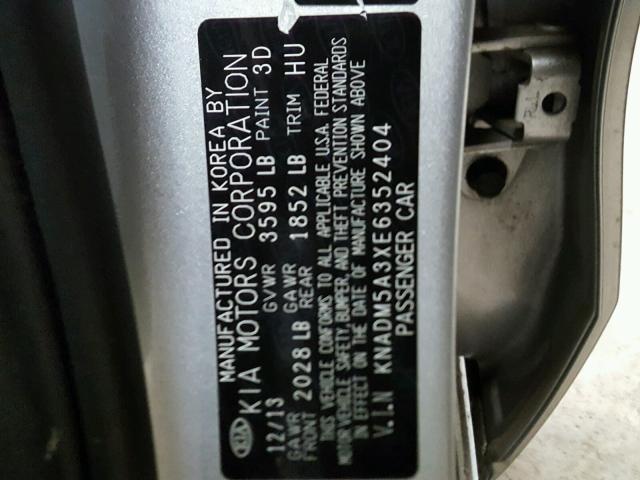 MANUFACTURED IN KOREA BY
KIA KIA MOTORS CORPORATION
12/13 GVWR 3595 LB PAINT 3D
GAWR FRONT 2028 LB GAWR REAR 1852 LB TRIM HU
THIS VEHICLE CONFORMS TO ALL APPLICABLE U.S.A. FEDERAL
MOTOR VEHICLE SAFETY, BUMPER, AND THEFT PREVENTION STANDARDS
IN EFFECT ON THE DATE OF MANUFACTURE SHOWN ABOVE
V.I.N KNADM5A3XE6352404
PASSENGER CAR